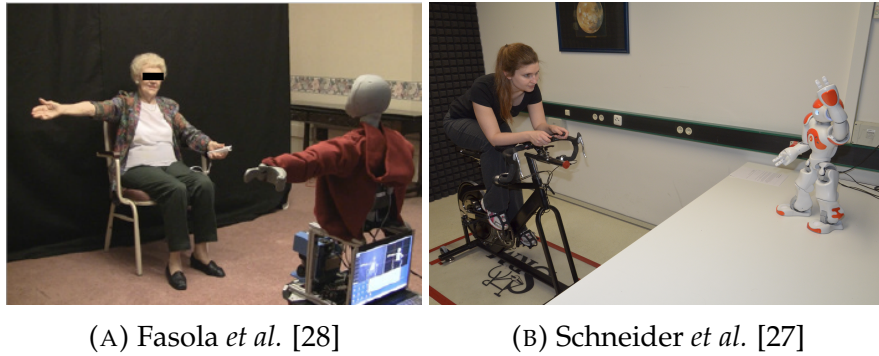 (A) Fasola et al. [28]
(B) Schneider et al. [27]